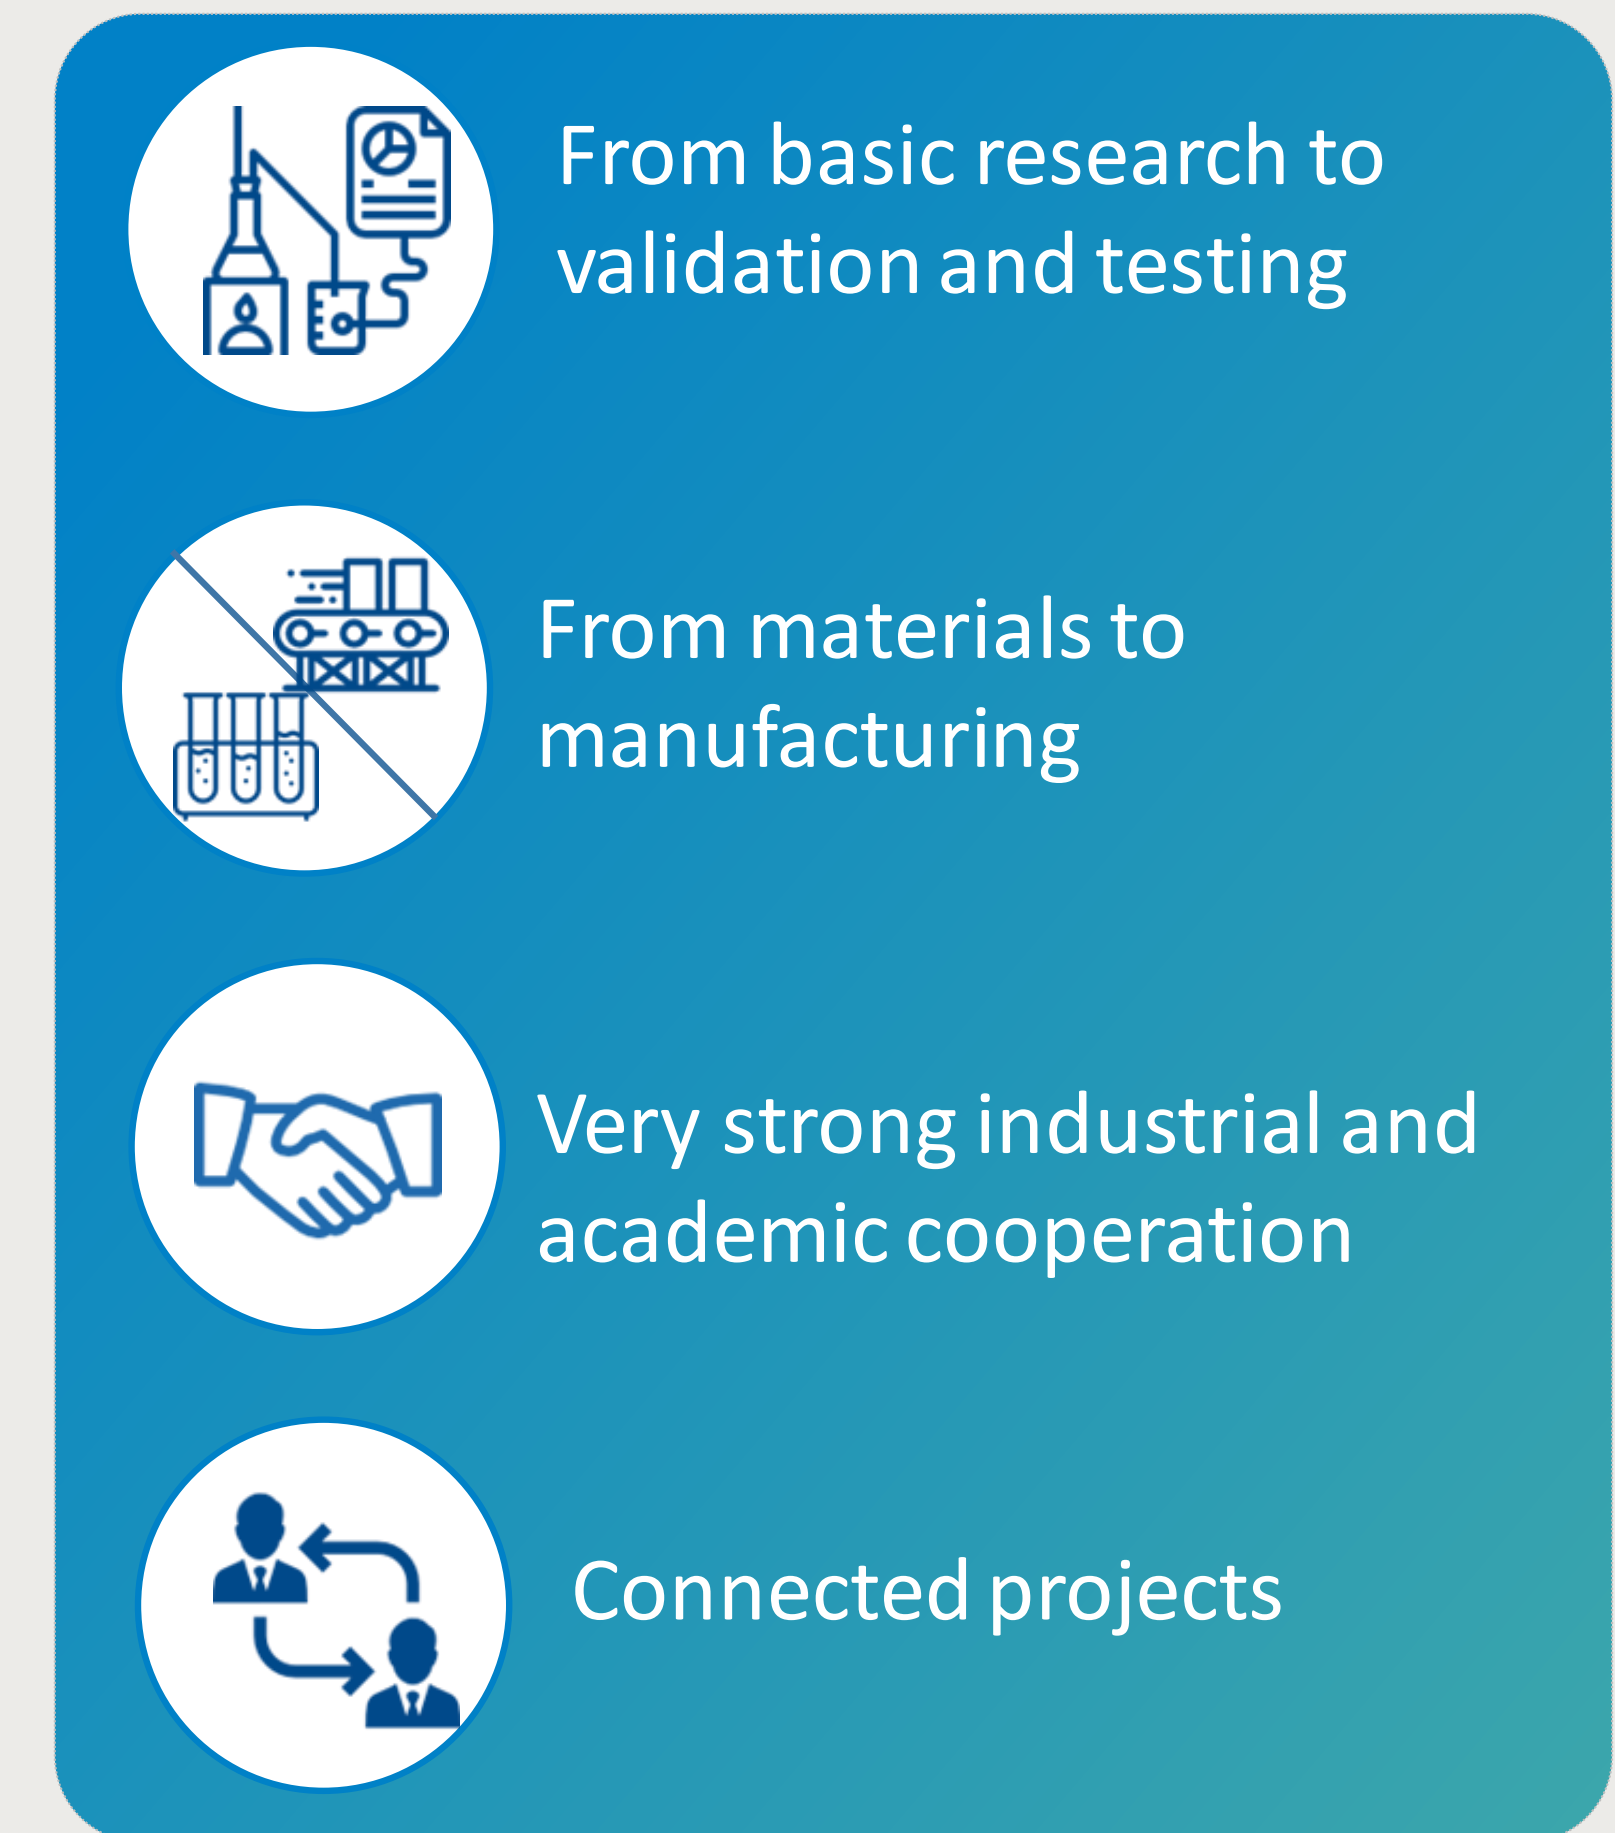 From basic research to
validation and testing
From materials to
manufacturing
Very strong industrial and
academic cooperation
Connected projects